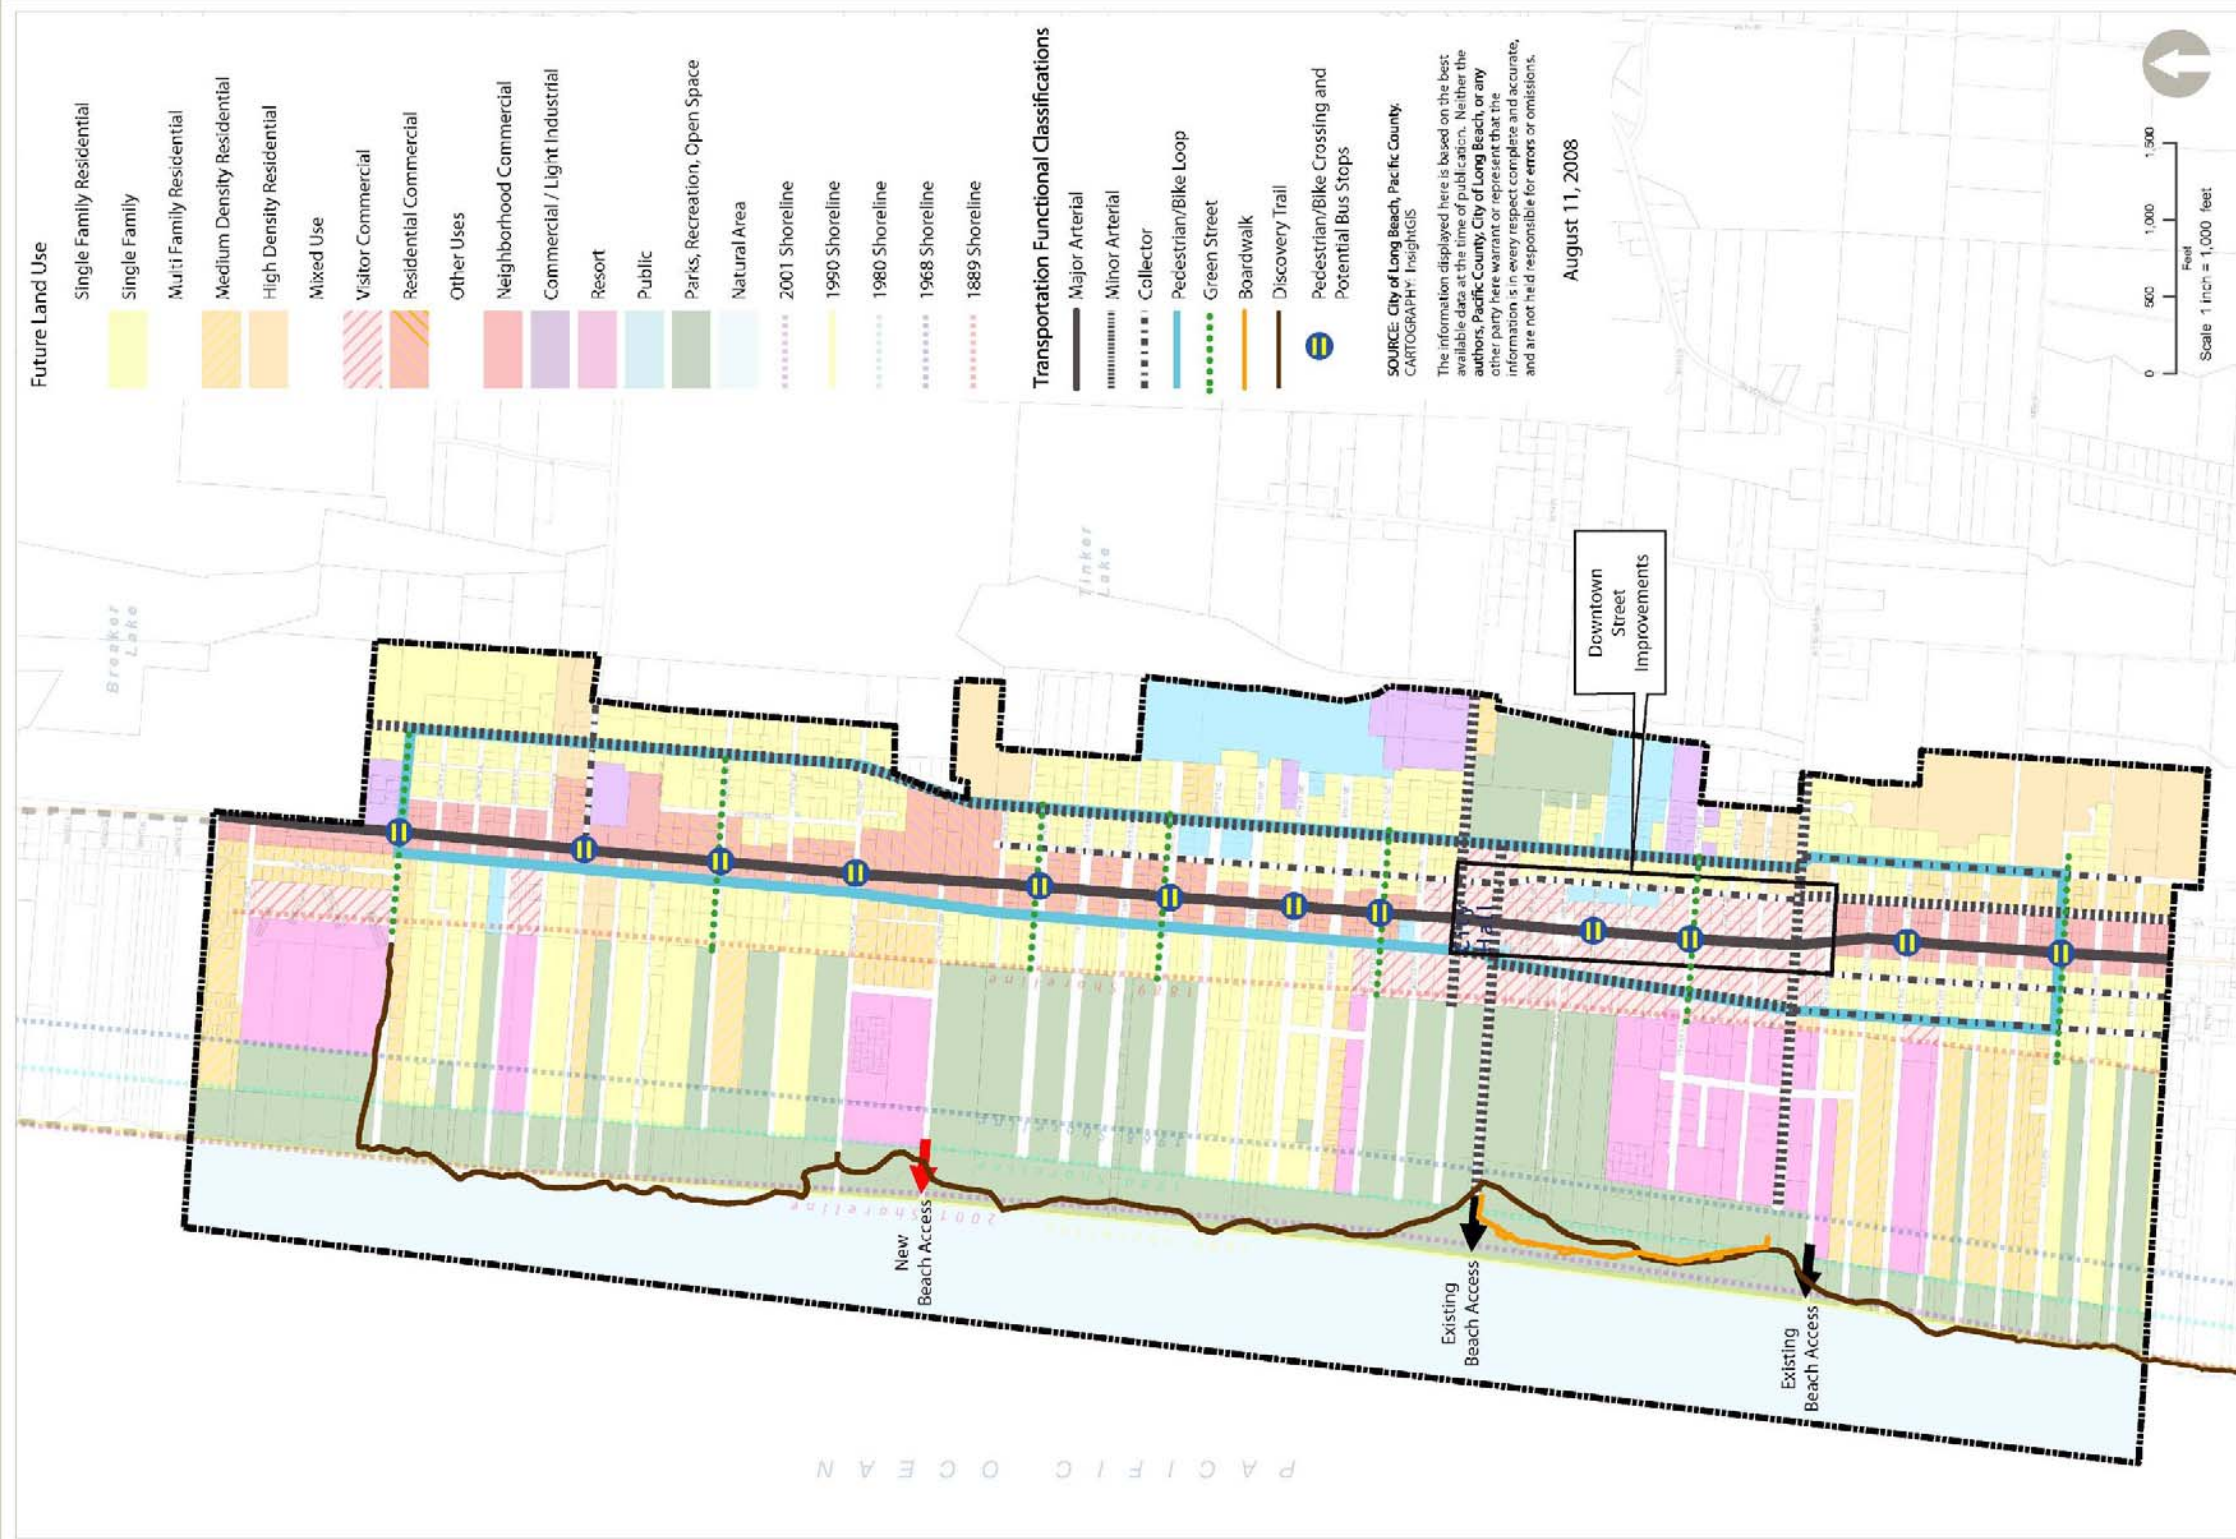 Future Land Use
Single Family Residential
Single Family
Multi Family Residential
Medium Density Residential
High Density Residential
Mixed Use
Visitor Commercial
Residential Commercial
Other Uses
Neighborhood Commercial
Commercial / Light Industrial
Resort
Public
Parks, Recreation, Open Space
Natural Area
2001 Shoreline
1990 Shoreline
1980 Shoreline
1968 Shoreline
1889 Shoreline
Transportation Functional Classifications
Major Arterial
Minor Arterial
Collector
Pedestrian/Bike Loop
Green Street
Boardwalk
Discovery Trail
Pedestrian/Bike Crossing and
Potential Bus Stops
SOURCE: City of Long Beach, Pacific County.
CARTOGRAPHY: InsightGIS
The information displayed here is based on the best
available data at the time of publication. Neither the
authors, Pacific County, City of Long Beach, or any
other party here warrant or represent that the
information is in every respect complete and accurate,
and are not held responsible for errors or omissions.
August 11, 2008
0 500 1,000 1,500
Feet
Scale 1 inch = 1,000 feet
Breaker
Lake
Tinker
Lake
Downtown
Street
Improvements
City
Hall
1889 Shoreline
2001 Shoreline
New
Beach Access
Existing
Beach Access
Existing
Beach Access
PACIFIC OCEAN